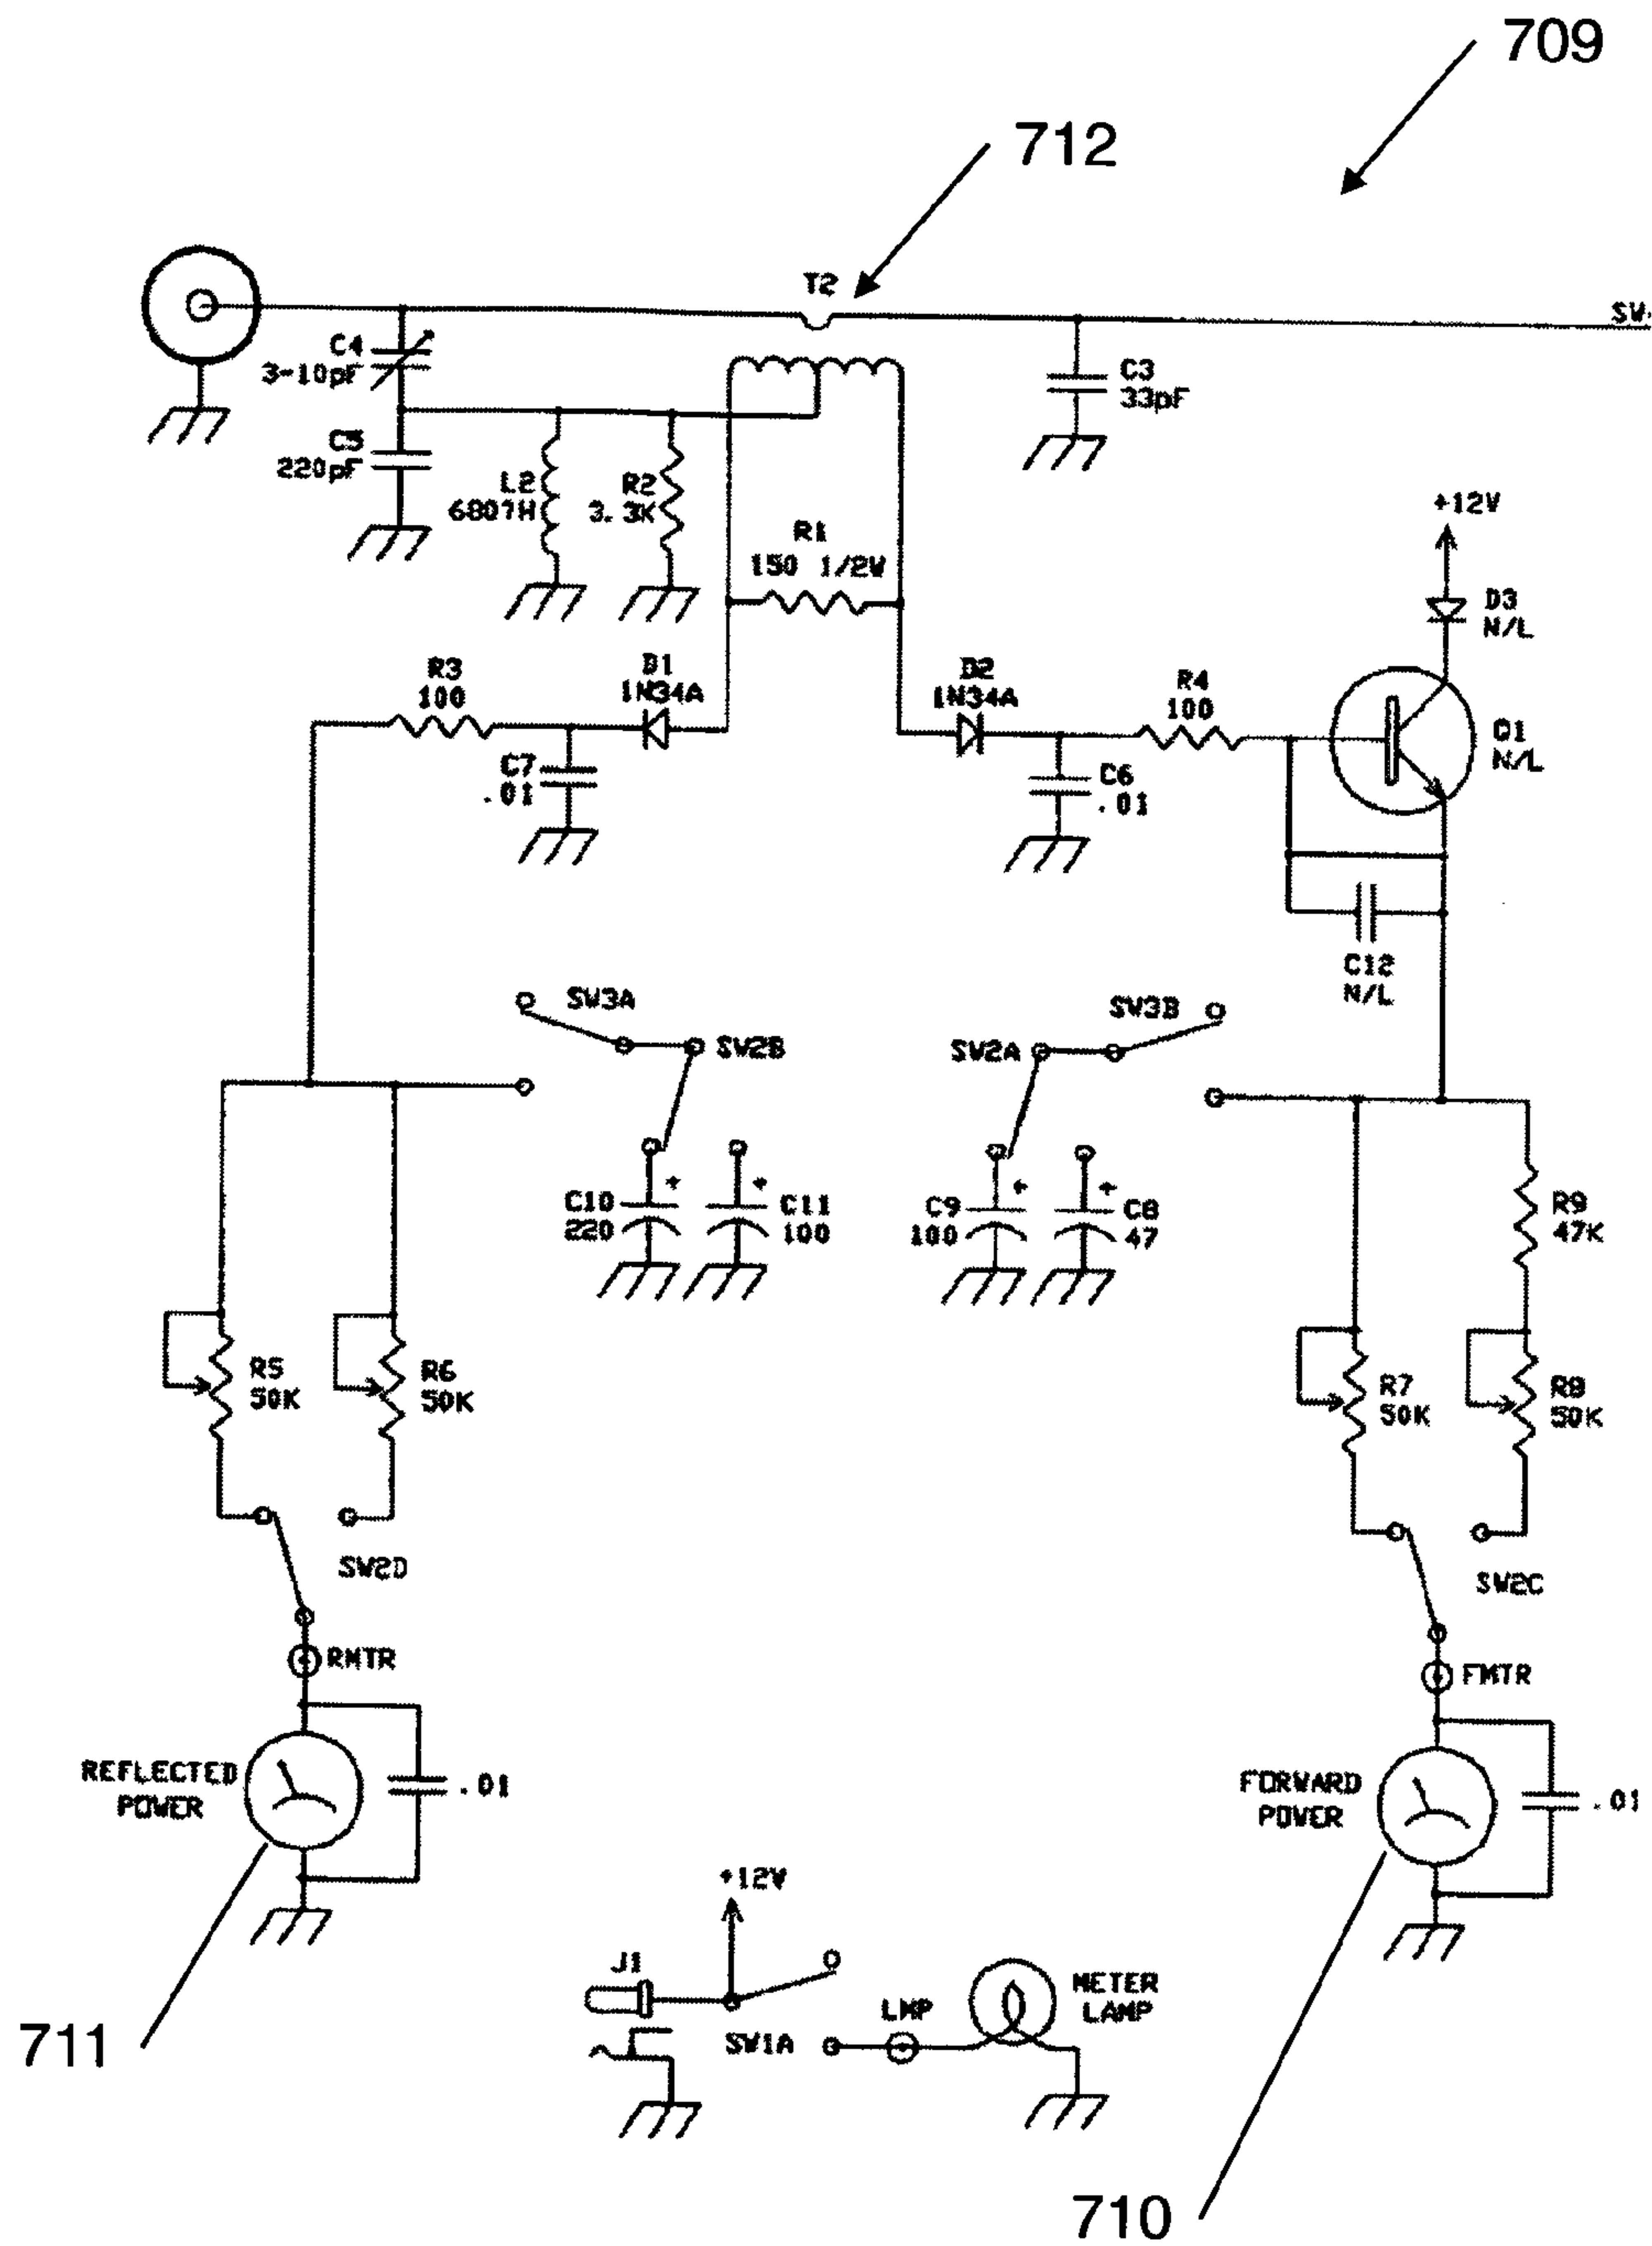 709
712
T2
SW
C4
3-10pF
C3
33pF
C5
220pF
L2
680?H
R2
3.3K
R1
150 1/2W
+12V
D3
N/L
R3
100
D1
1N34A
D2
1N34A
R4
100
Q1
N/L
C7
.01
C6
.01
C12
N/L
SW3A
SW2B
SW3B
SW2A
C10
220
C11
100
C9
100
C8
47
R9
47K
R5
50K
R6
50K
R7
50K
R8
50K
SW2D
SW2C
RMTR
FMTR
REFLECTED
POWER
.01
FORWARD
POWER
.01
+12V
J1
SW1A
LMP
METER
LAMP
711
710